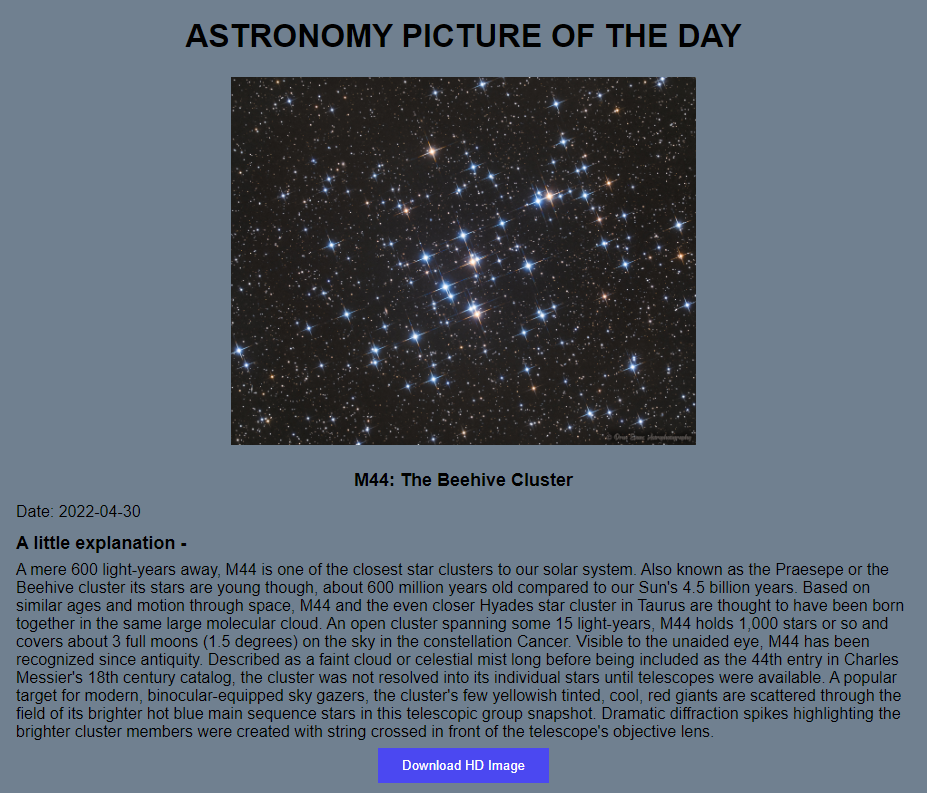 ASTRONOMY PICTURE OF THE DAY
M44: The Beehive Cluster
Date: 2022-04-30
A little explanation -
A mere 600 light-years away, M44 is one of the closest star clusters to our solar system. Also known as the Praesepe or the
Beehive cluster its stars are young though, about 600 million years old compared to our Sun's 4.5 billion years. Based on
similar ages and motion through space, M44 and the even closer Hyades star cluster in Taurus are thought to have been born
together in the same large molecular cloud. An open cluster spanning some 15 light-years, M44 holds 1,000 stars or so and
covers about 3 full moons (1.5 degrees) on the sky in the constellation Cancer. Visible to the unaided eye, M44 has been
recognized since antiquity. Described as a faint cloud or celestial mist long before being included as the 44th entry in Charles
Messier's 18th century catalog, the cluster was not resolved into its individual stars until telescopes were available. A popular
target for modern, binocular-equipped sky gazers, the cluster's few yellowish tinted, cool, red giants are scattered through the
field of its brighter hot blue main sequence stars in this telescopic group snapshot. Dramatic diffraction spikes highlighting the
brighter cluster members were created with string crossed in front of the telescope's objective lens.
Download HD Image